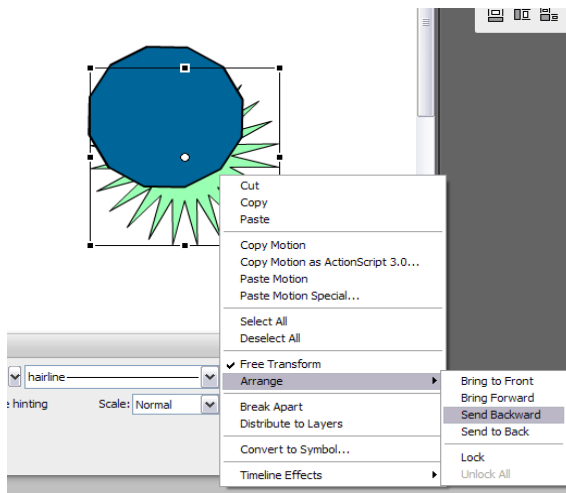 Cut
Copy
Paste
Copy Motion
Copy Motion as ActionScript 3.0...
Paste Motion
Paste Motion Special...
Select All
Deselect All
Free Transform
Arrange
Break Apart
Distribute to Layers
Convert to Symbol...
Timeline Effects
Bring to Front
Bring Forward
Send Backward
Send to Back
Lock
Unlock All
hairline
hinting
Scale: Normal